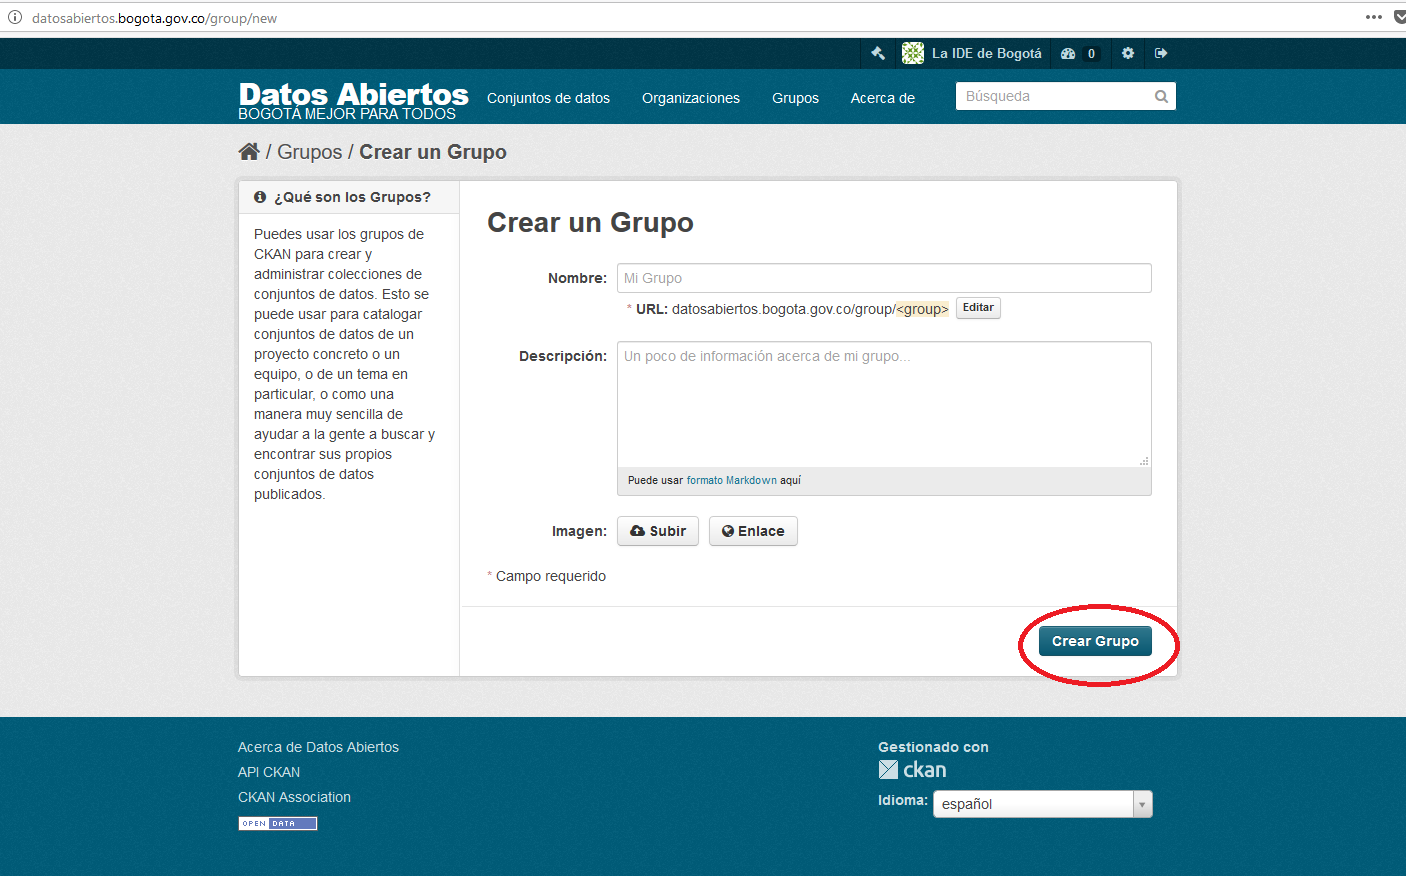 datosabiertos.bogota.gov.co/group/new
La IDE de Bogotá 0
Datos Abiertos
BOGOTÁ MEJOR PARA TODOS
Conjuntos de datos Organizaciones Grupos Acerca de Búsqueda
/ Grupos / Crear un Grupo
¿Qué son los Grupos?
Puedes usar los grupos de
CKAN para crear y
administrar colecciones de
conjuntos de datos. Esto se
puede usar para catalogar
conjuntos de datos de un
proyecto concreto o un
equipo, o de un tema en
particular, o como una
manera muy sencilla de
ayudar a la gente a buscar y
encontrar sus propios
conjuntos de datos
publicados.
Crear un Grupo
Nombre: Mi Grupo
* URL: datosabiertos.bogota.gov.co/group/<group> Editar
Descripción: Un poco de información acerca de mi grupo...
Puede usar formato Markdown aquí
Imagen: Subir Enlace
* Campo requerido
Crear Grupo
Acerca de Datos Abiertos
API CKAN
CKAN Association
OPEN DATA
Gestionado con
ckan
Idioma: español